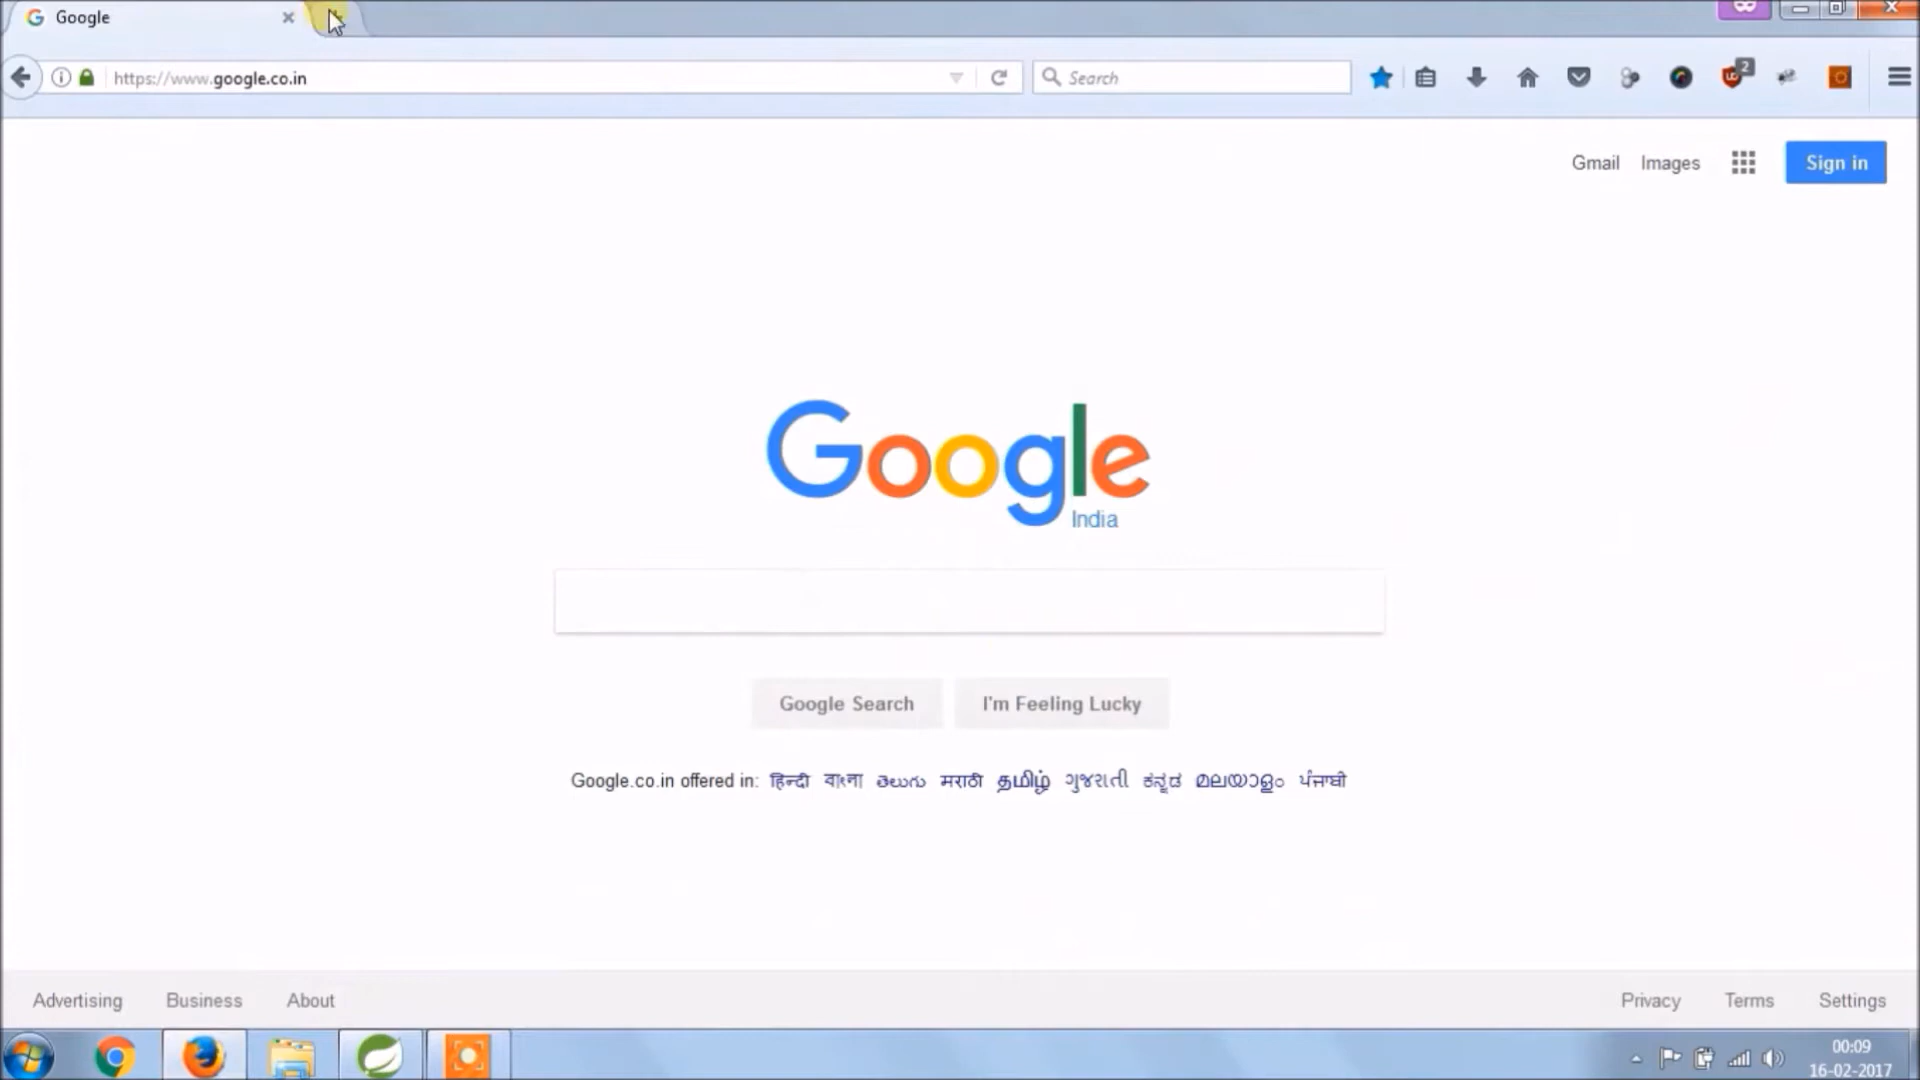 Google
https://www.google.co.in
Search
2
Gmail Images Sign in
Google
India
Google Search I'm Feeling Lucky
Google.co.in offered in: हिन्दी বাংলা తెలుగు मराठी தமிழ் ગુજરાતી ಕನ್ನಡ മലയാളം ਪੰਜਾਬੀ
Advertising Business About Privacy Terms Settings
00:09
16-02-2017